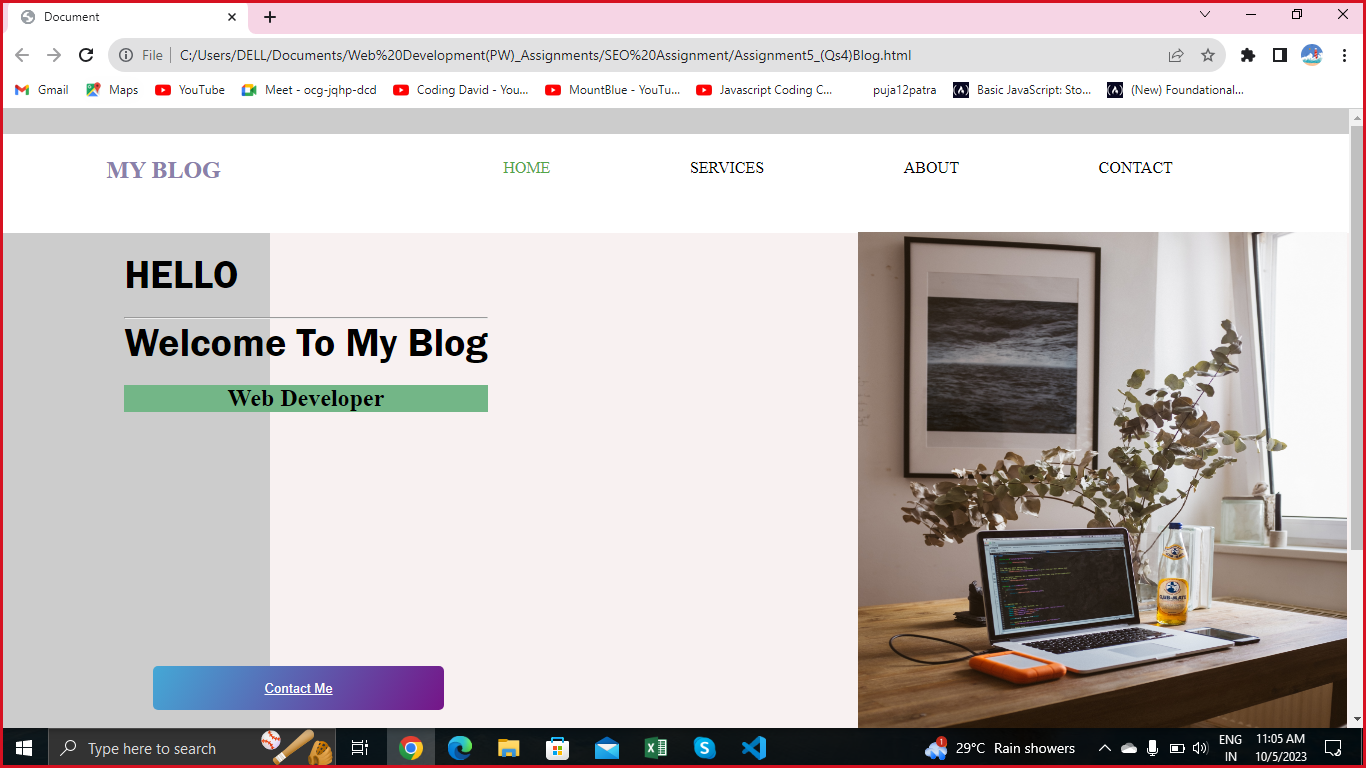 Document
File
C:/Users/DELL/Documents/Web%20Development(PW)_Assignments/SEO%20Assignment/Assignment5_(Qs4)Blog.html
Gmail Maps YouTube Meet - ocg-jqhp-dcd Coding David - You... MountBlue - YouTu... Javascript Coding C... puja12patra Basic JavaScript: Sto... (New) Foundational...
MY BLOG HOME SERVICES ABOUT CONTACT
HELLO
Welcome To My Blog
Web Developer
Contact Me
Type here to search
1
29°C Rain showers
ENG
IN
11:05 AM
10/5/2023